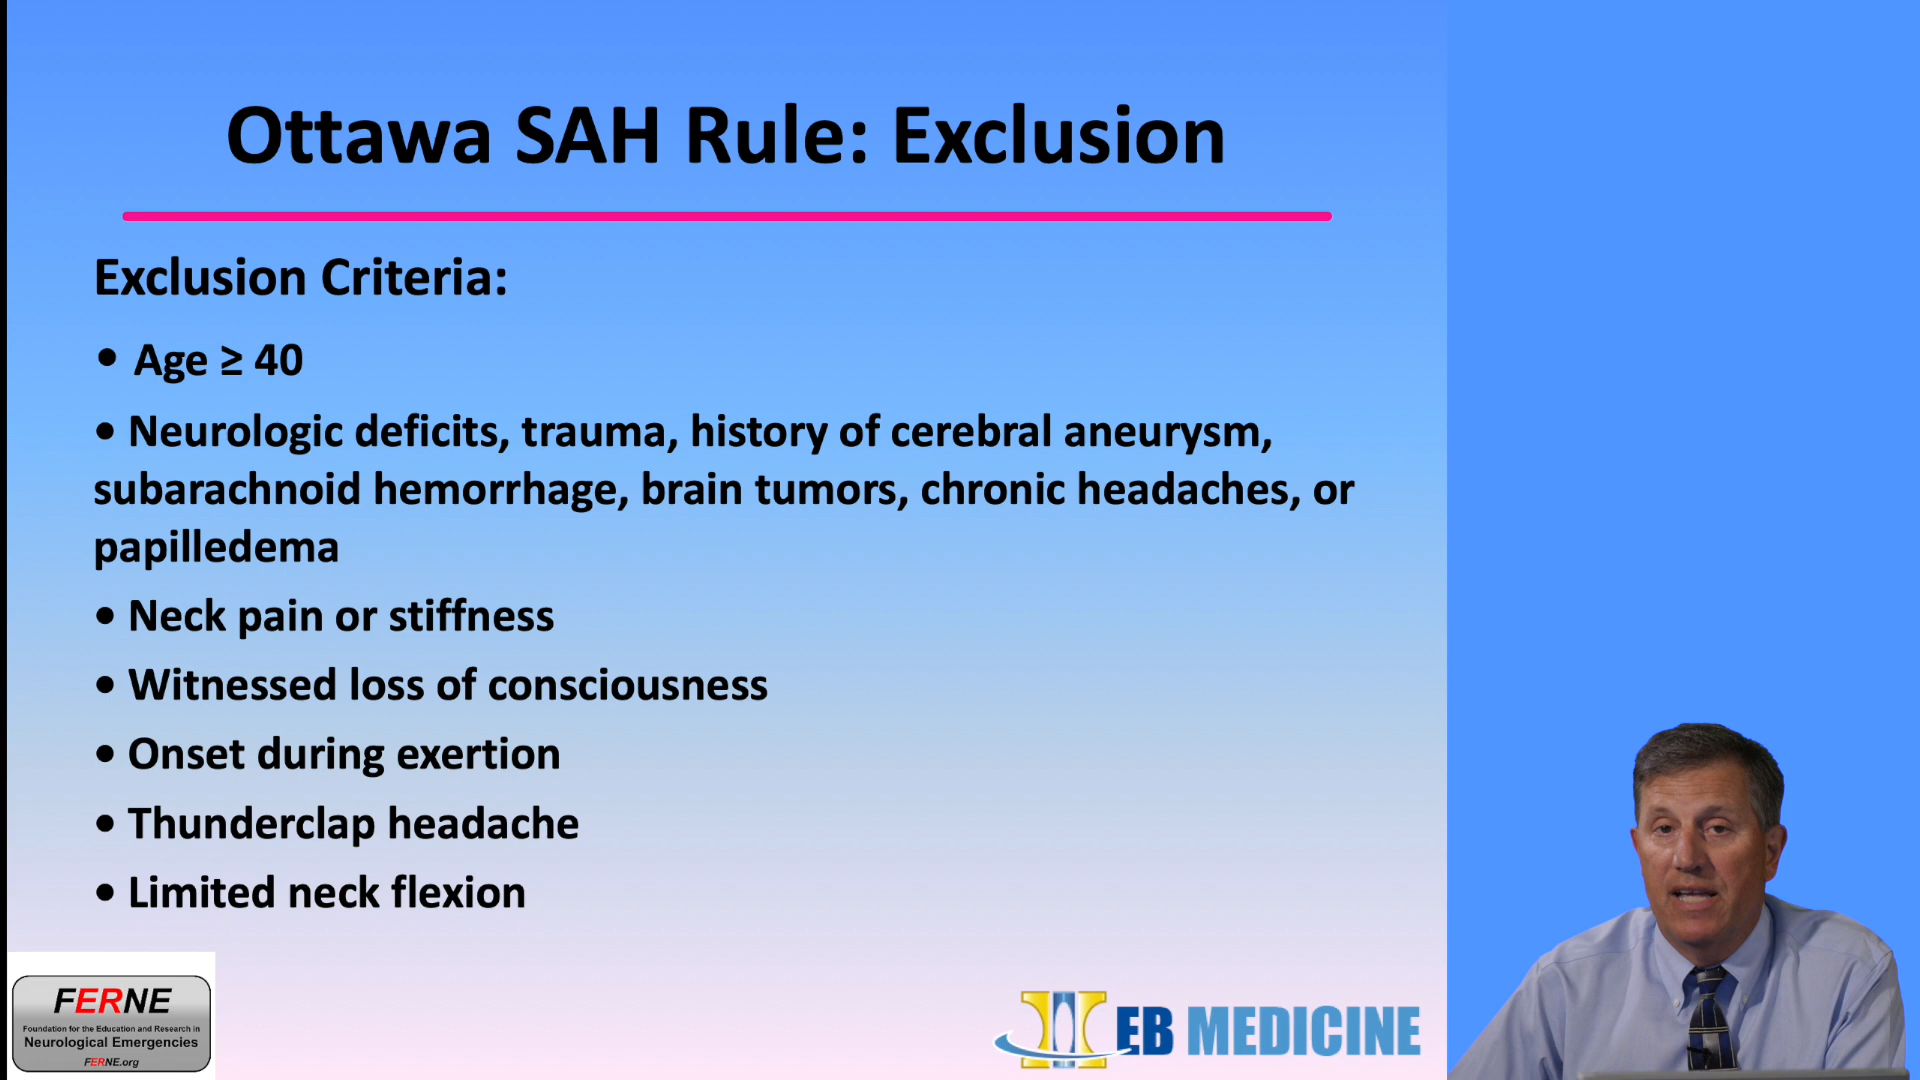 Ottawa SAH Rule: Exclusion
Exclusion Criteria:
• Age ≥ 40
• Neurologic deficits, trauma, history of cerebral aneurysm,
subarachnoid hemorrhage, brain tumors, chronic headaches, or
papilledema
• Neck pain or stiffness
• Witnessed loss of consciousness
• Onset during exertion
• Thunderclap headache
• Limited neck flexion
FERNE
Foundation for the Education and Research in
Neurological Emergencies
FERNE.org
EB MEDICINE